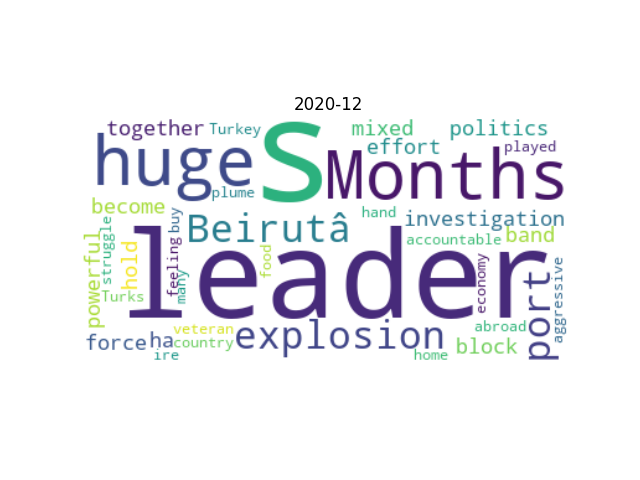 2020-12
together
Turkey
S
mixed
politics
effort
played
huge
Months
plume
become
buy
hand
investigation
Beirutâ
accountable
band
powerful
struggle
hold
feeling
many
food
leader
economy
port
aggressive
Turks
veteran
explosion
abroad
force
ha
country
block
ire
home